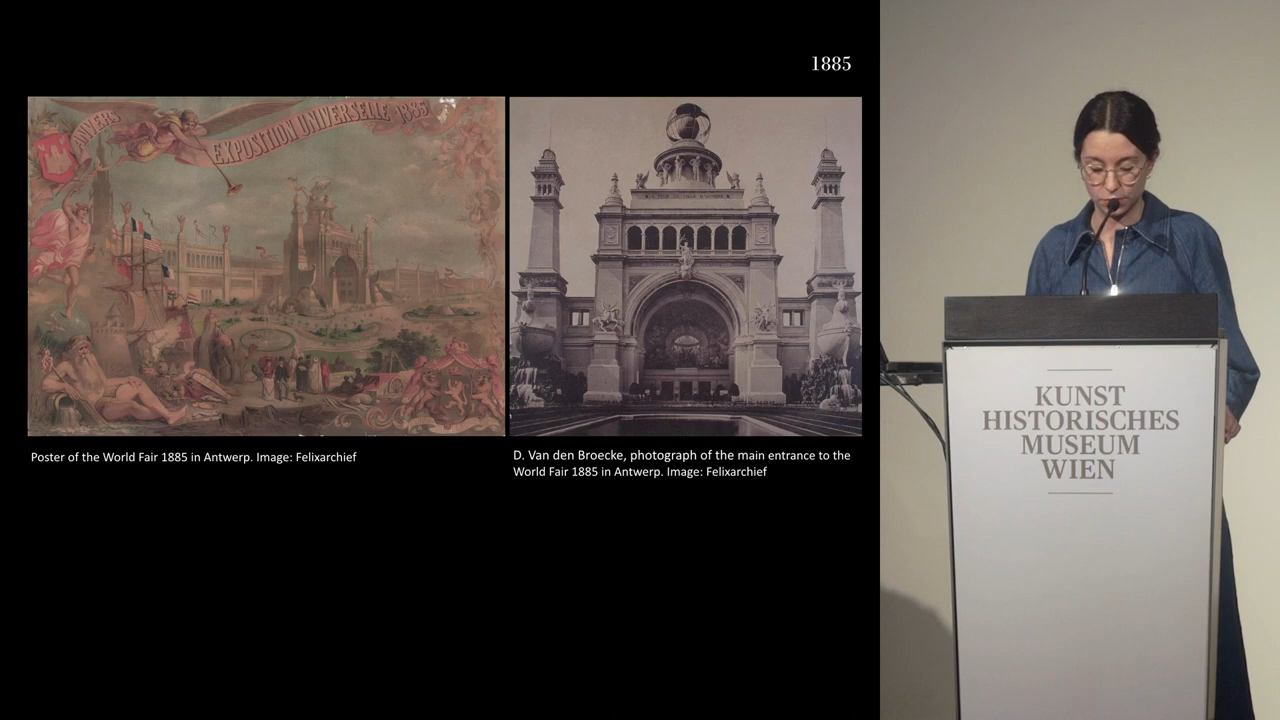 1885
ANVERS
EXPOSITION UNIVERSELLE 1885
Poster of the World Fair 1885 in Antwerp. Image: Felixarchief
D. Van den Broecke, photograph of the main entrance to the
World Fair 1885 in Antwerp. Image: Felixarchief
KUNST
HISTORISCHES
MUSEUM
WIEN